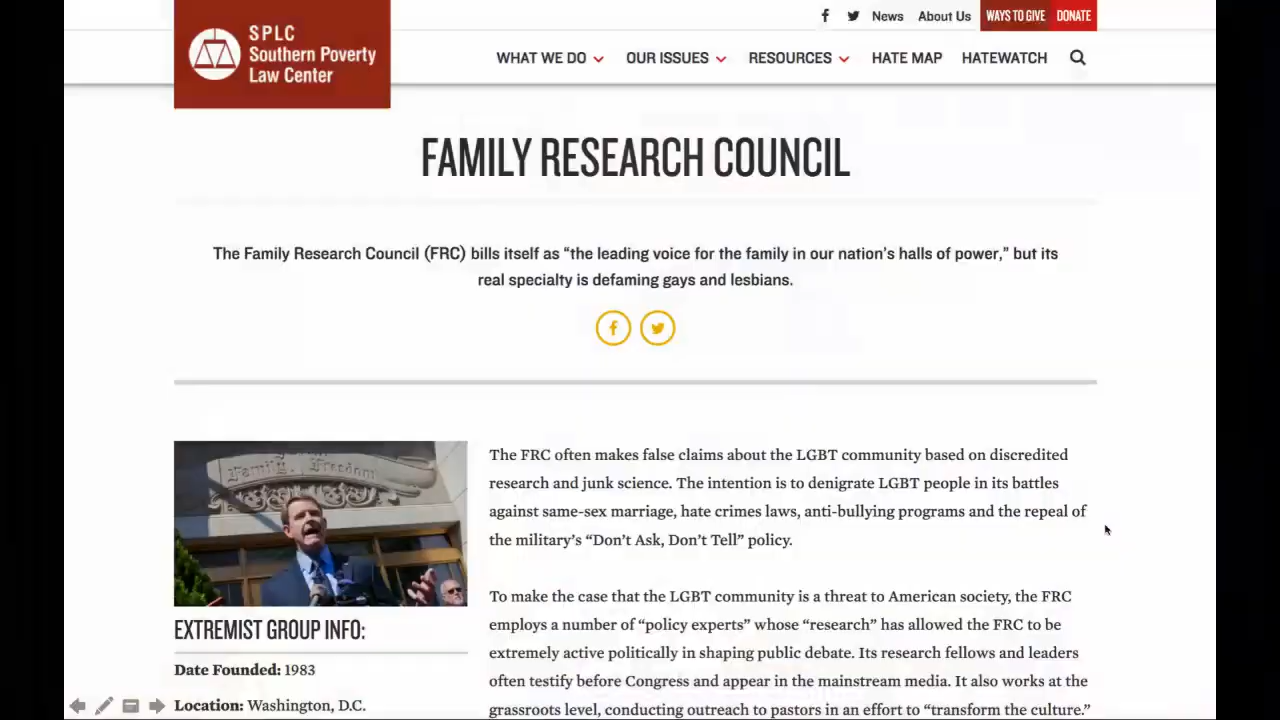 News About Us WAYS TO GIVE DONATE
SPLC
Southern Poverty
Law Center
WHAT WE DO OUR ISSUES RESOURCES HATE MAP HATEWATCH
FAMILY RESEARCH COUNCIL
The Family Research Council (FRC) bills itself as “the leading voice for the family in our nation’s halls of power,” but its
real specialty is defaming gays and lesbians.
Family, Freedom
The FRC often makes false claims about the LGBT community based on discredited
research and junk science. The intention is to denigrate LGBT people in its battles
against same-sex marriage, hate crimes laws, anti-bullying programs and the repeal of
the military’s “Don’t Ask, Don’t Tell” policy.
To make the case that the LGBT community is a threat to American society, the FRC
employs a number of “policy experts” whose “research” has allowed the FRC to be
extremely active politically in shaping public debate. Its research fellows and leaders
often testify before Congress and appear in the mainstream media. It also works at the
grassroots level, conducting outreach to pastors in an effort to “transform the culture.”
EXTREMIST GROUP INFO:
Date Founded: 1983
Location: Washington, D.C.